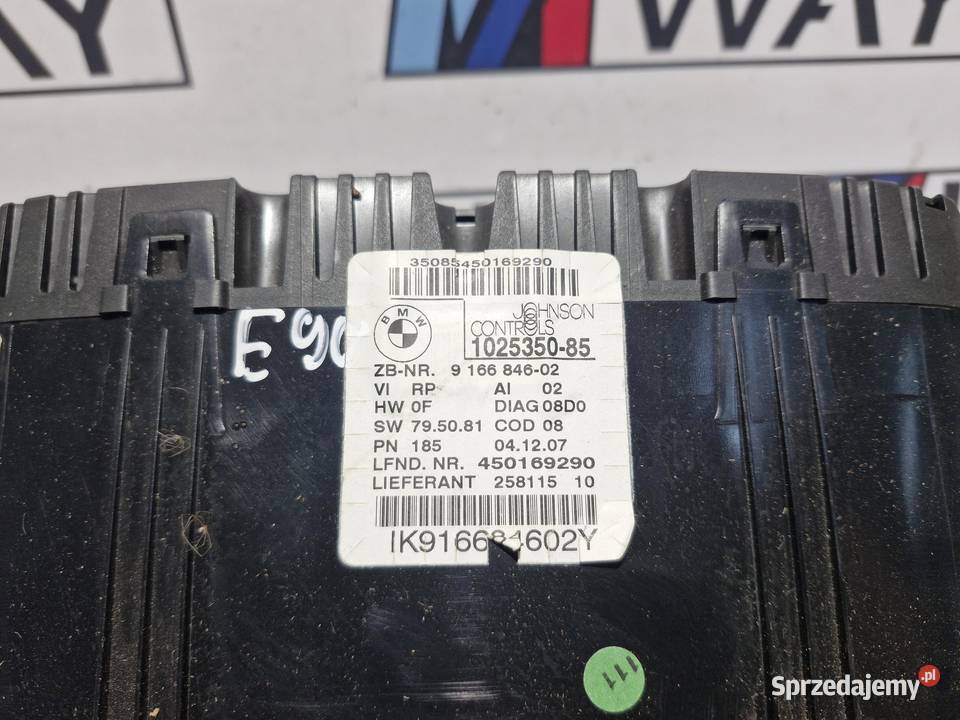 WAY
WAY
35085450169290
BMW
JOHNSON
CONTROLS
1025350-85
ZB-NR. 9 166 846-02
VI RP AI 02
HW 0F DIAG 08D0
SW 79.50.81 COD 08
PN 185 04.12.07
LFND. NR. 450169290
LIEFERANT 258115 10
E90
111
Sprzedajemy.pl